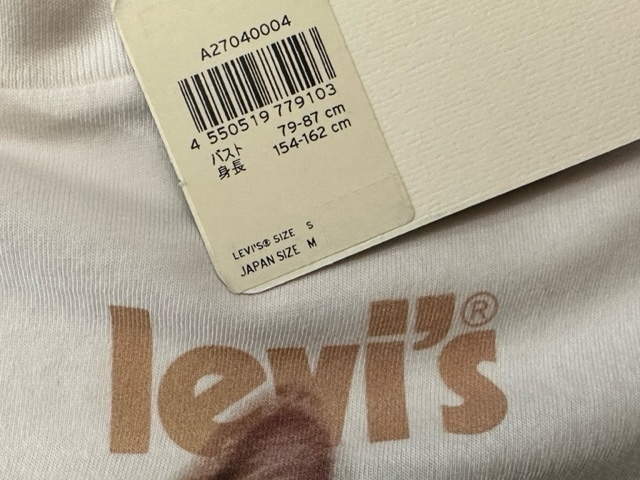 A27040004
4 550519 779103
バスト 79-87 cm
身長 154-162 cm
LEVI'S® SIZE S
JAPAN SIZE M
levi's®